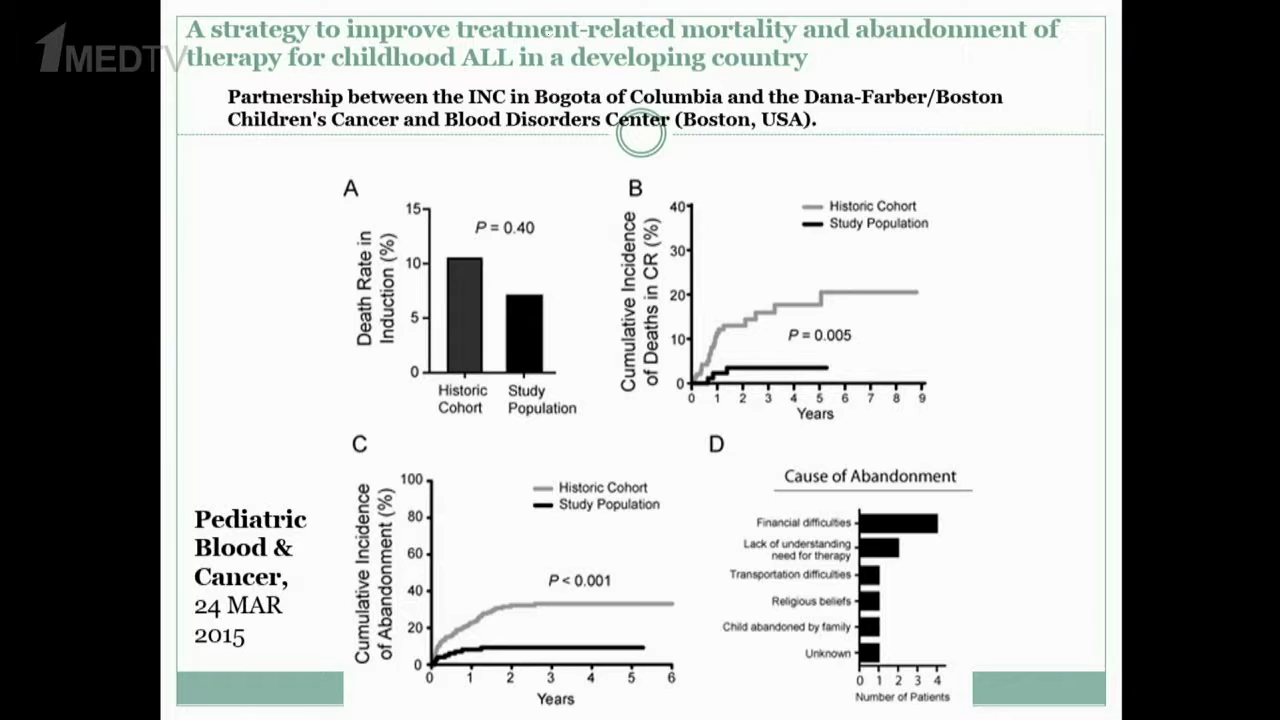 1MEDTV
A strategy to improve treatment-related mortality and abandonment of
therapy for childhood ALL in a developing country
Partnership between the INC in Bogota of Columbia and the Dana-Farber/Boston
Children's Cancer and Blood Disorders Center (Boston, USA).
A
Death Rate in
Induction (%)
15
10
5
0
P = 0.40
Historic
Cohort
Study
Population
B
Cumulative Incidence
of Deaths in CR (%)
40
30
20
10
0
Historic Cohort
Study Population
P = 0.005
0 1 2 3 4 5 6 7 8 9
Years
C
Cumulative Incidence
of Abandonment (%)
100
80
60
40
20
0
Historic Cohort
Study Population
P < 0.001
0 1 2 3 4 5 6
Years
D
Cause of Abandonment
Financial difficulties
Lack of understanding
need for therapy
Transportation difficulties
Religious beliefs
Child abandoned by family
Unknown
0 1 2 3 4
Number of Patients
Pediatric
Blood &
Cancer,
24 MAR
2015